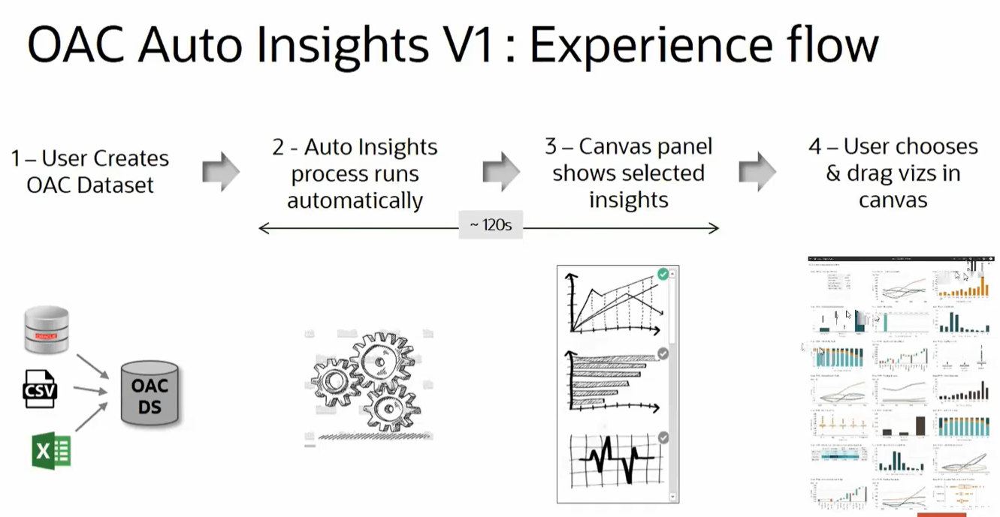 OAC Auto Insights V1 : Experience flow
1 – User Creates
OAC Dataset
2 - Auto Insights
process runs
automatically
3 – Canvas panel
shows selected
insights
4 – User chooses
& drag vizs in
canvas
~ 120s
ORACLE
CSV
X
OAC
DS